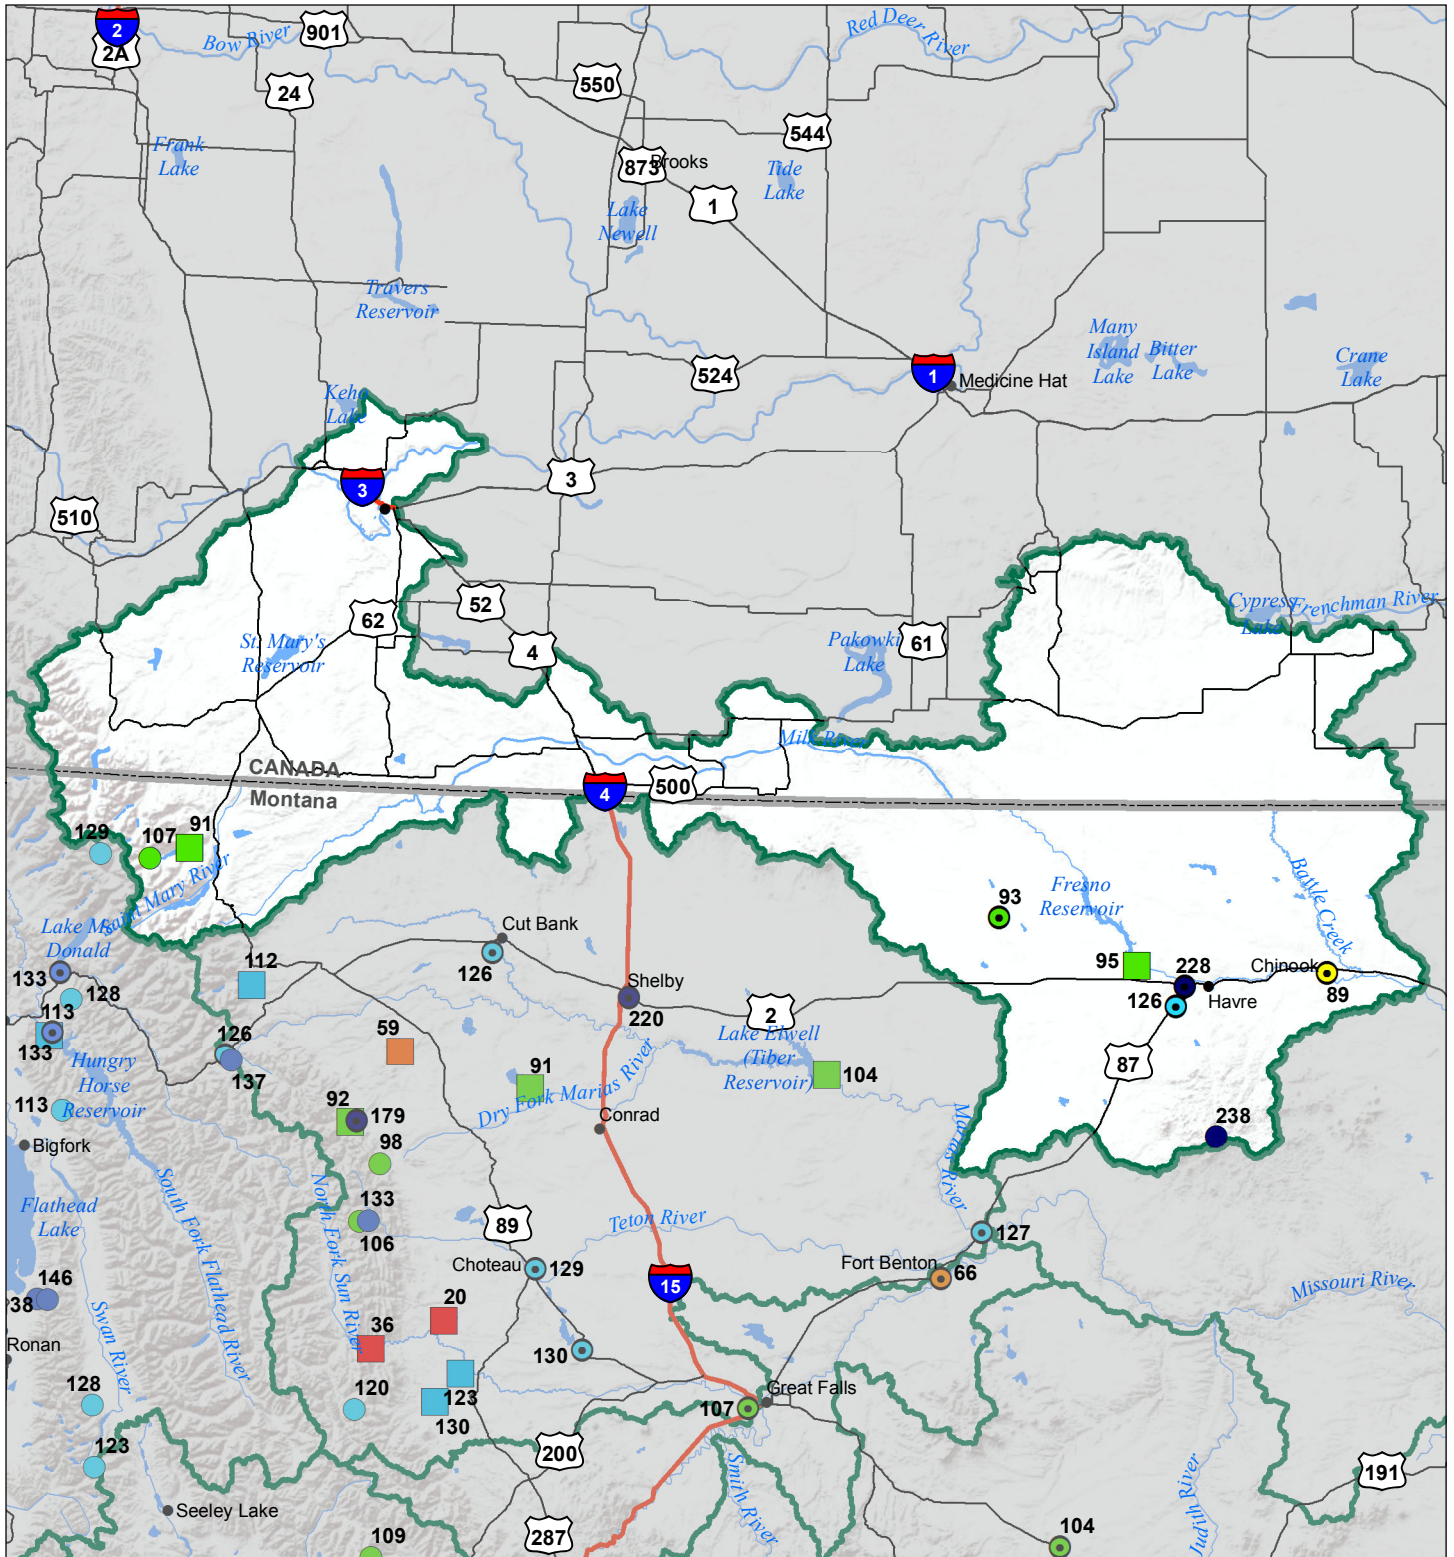 2
2A
Bow River
901
Red Deer
River
24
550
544
Frank
Lake
873
Brooks
Tide
Lake
1
Lake
Newell
Travers
Reservoir
Many
Island
Lake
Bitter
Lake
Crane
Lake
524
1
Medicine Hat
Keho
Lake
3
3
510
52
62
4
St. Mary's
Reservoir
Pakowki
Lake
61
Cypress
Lake
Frenchman River
Milk River
CANADA
Montana
4
500
129
107
91
Saint Mary River
Lake Mc
Donald
93
Fresno
Reservoir
Battle Creek
Cut Bank
126
112
133
128
95
228
Chinook
89
126
Havre
Shelby
220
2
113
133
126
137
59
Lake Elwell
(Tiber
Reservoir)
104
87
Hungry
Horse
Reservoir
91
Dry Fork Marias River
92
179
Conrad
113
Bigfork
98
238
Marias River
South Fork Flathead River
North Fork Sun River
133
106
Flathead
Lake
89
Teton River
127
Choteau
129
Fort Benton
66
15
Missouri River
146
38
Swan River
20
36
Ronan
130
128
120
123
130
Great Falls
107
123
200
Smith River
191
Judith River
Seeley Lake
287
109
104